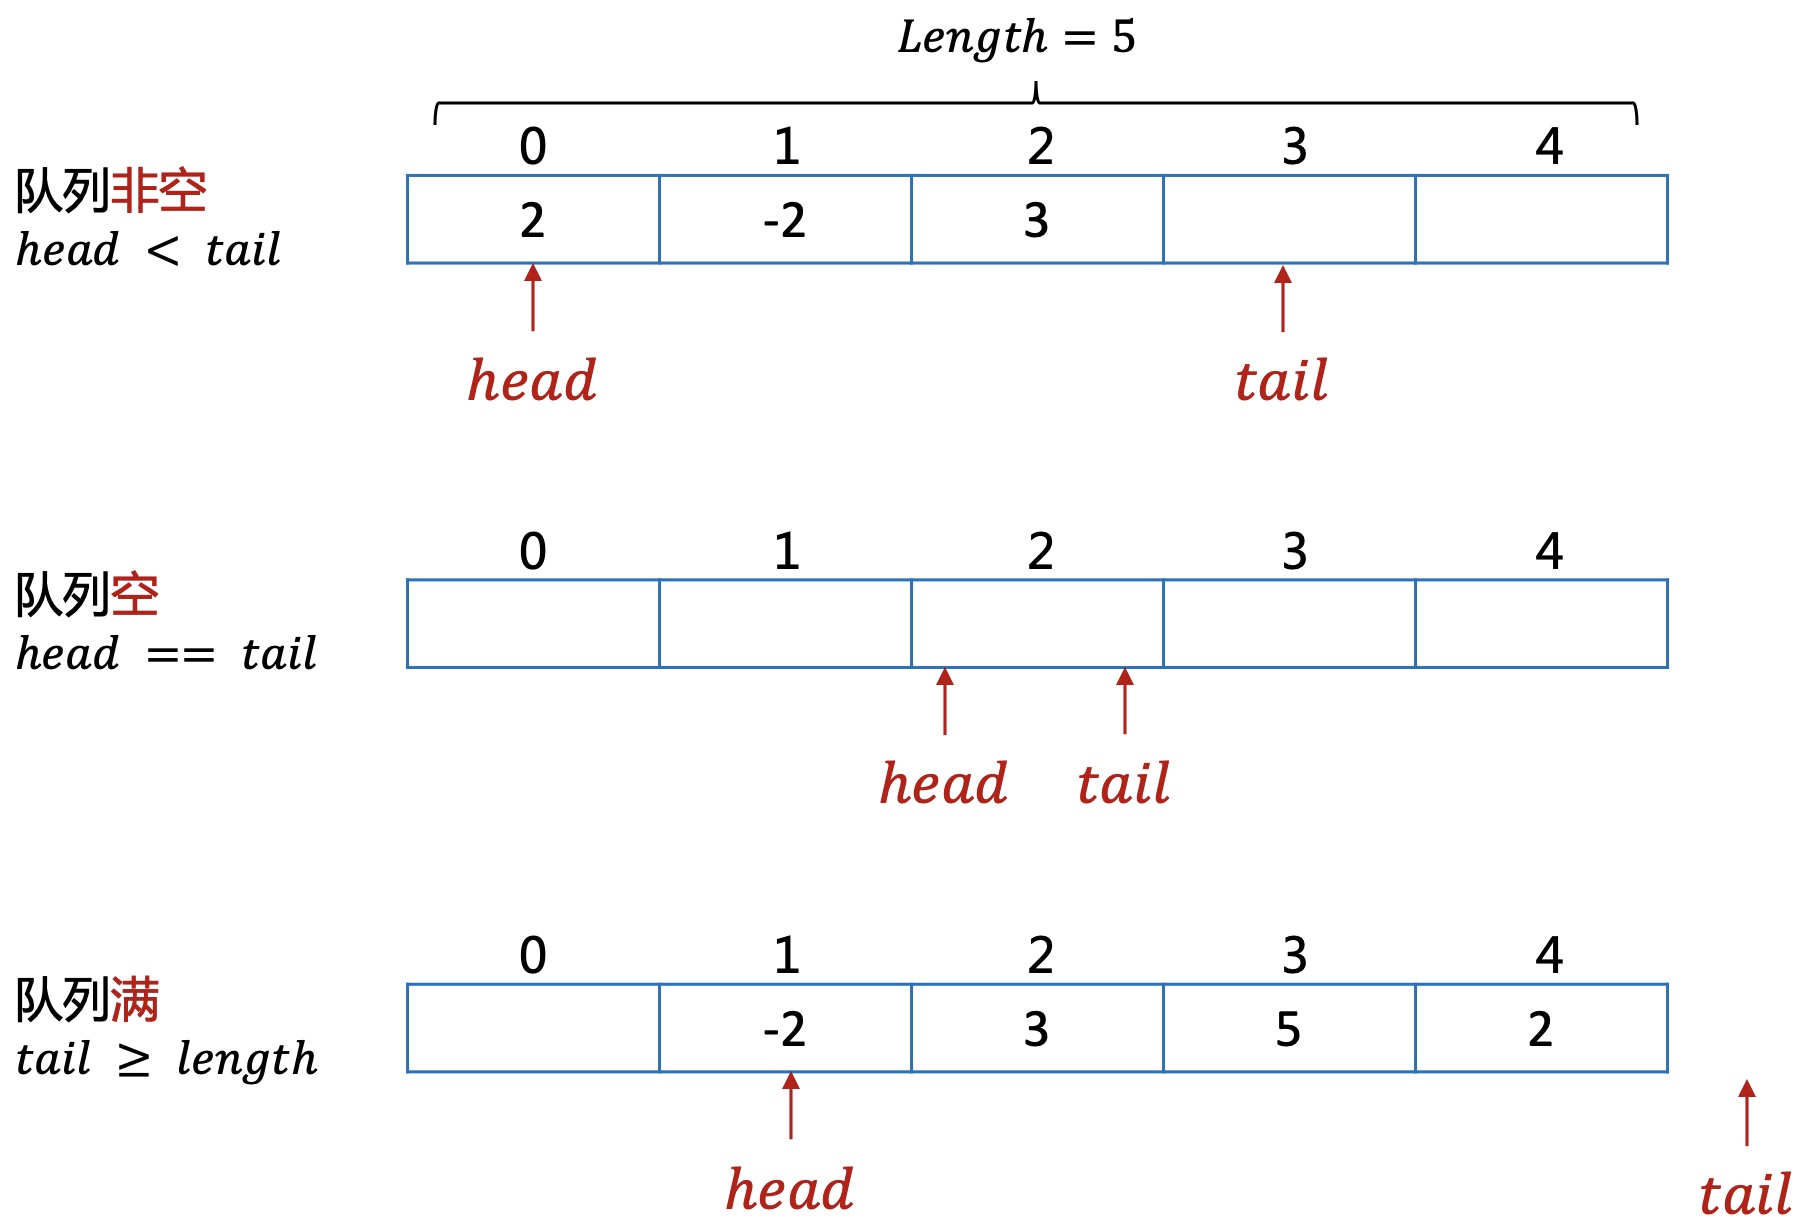 Length = 5
0 1 2 3 4
队列非空
2 -2 3
head < tail
head tail
0 1 2 3 4
队列空
head == tail
head tail
0 1 2 3 4
队列满
-2 3 5 2
tail ≥ length
head tail